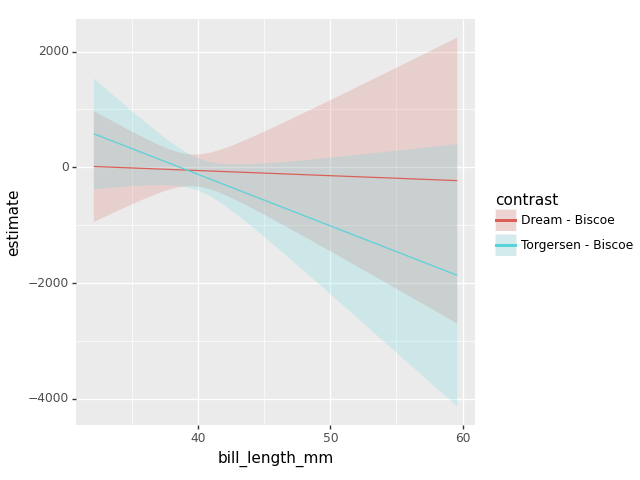 2000
0
−2000
−4000
estimate
40
50
60
bill_length_mm
contrast
Dream - Biscoe
Torgersen - Biscoe